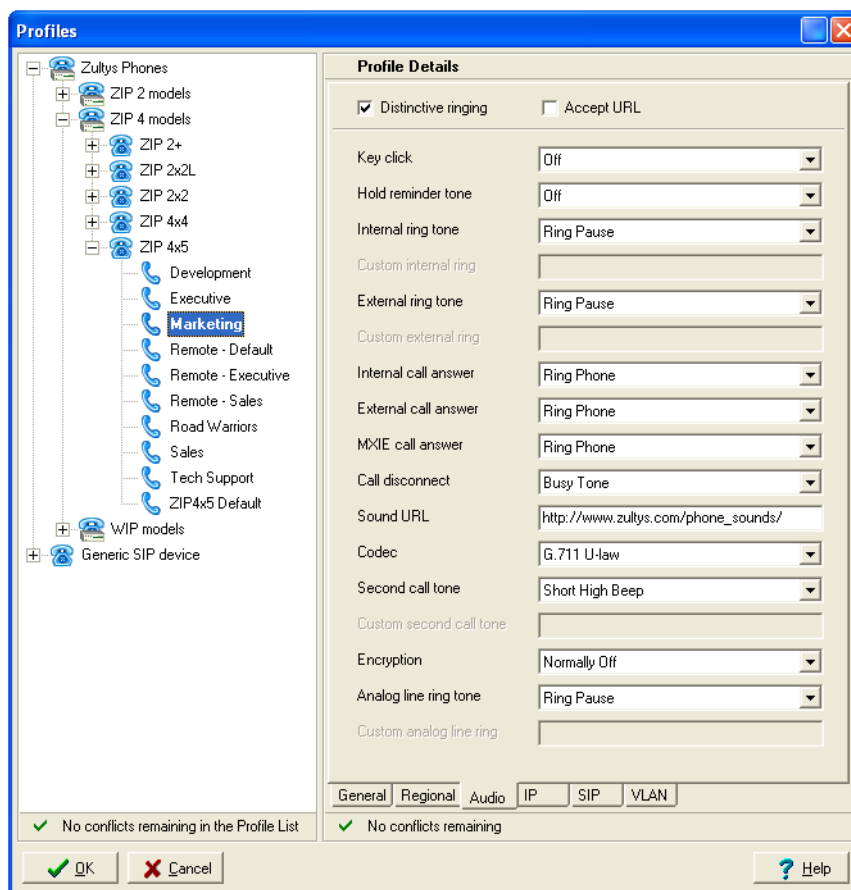 Profiles
Zultys Phones
ZIP 2 models
ZIP 4 models
ZIP 2+
ZIP 2x2L
ZIP 2x2
ZIP 4x4
ZIP 4x5
Development
Executive
Marketing
Remote - Default
Remote - Executive
Remote - Sales
Road Warriors
Sales
Tech Support
ZIP4x5 Default
WIP models
Generic SIP device
No conflicts remaining in the Profile List
Profile Details
Distinctive ringing Accept URL
Key click Off
Hold reminder tone Off
Internal ring tone Ring Pause
Custom internal ring
External ring tone Ring Pause
Custom external ring
Internal call answer Ring Phone
External call answer Ring Phone
MXIE call answer Ring Phone
Call disconnect Busy Tone
Sound URL http://www.zultys.com/phone_sounds/
Codec G.711 U-law
Second call tone Short High Beep
Custom second call tone
Encryption Normally Off
Analog line ring tone Ring Pause
Custom analog line ring
General Regional Audio IP SIP VLAN
No conflicts remaining
OK Cancel ? Help